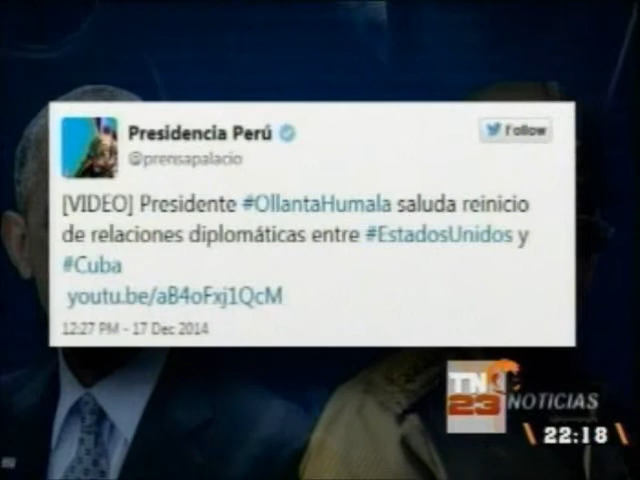 Presidencia Perú
Follow
@prensapalacio
[VIDEO] Presidente #OllantaHumala saluda reinicio
de relaciones diplomáticas entre #EstadosUnidos y
#Cuba
youtu.be/aB4oFxj1QcM
12:27 PM - 17 Dec 2014
TN
23
NOTICIAS
22:18